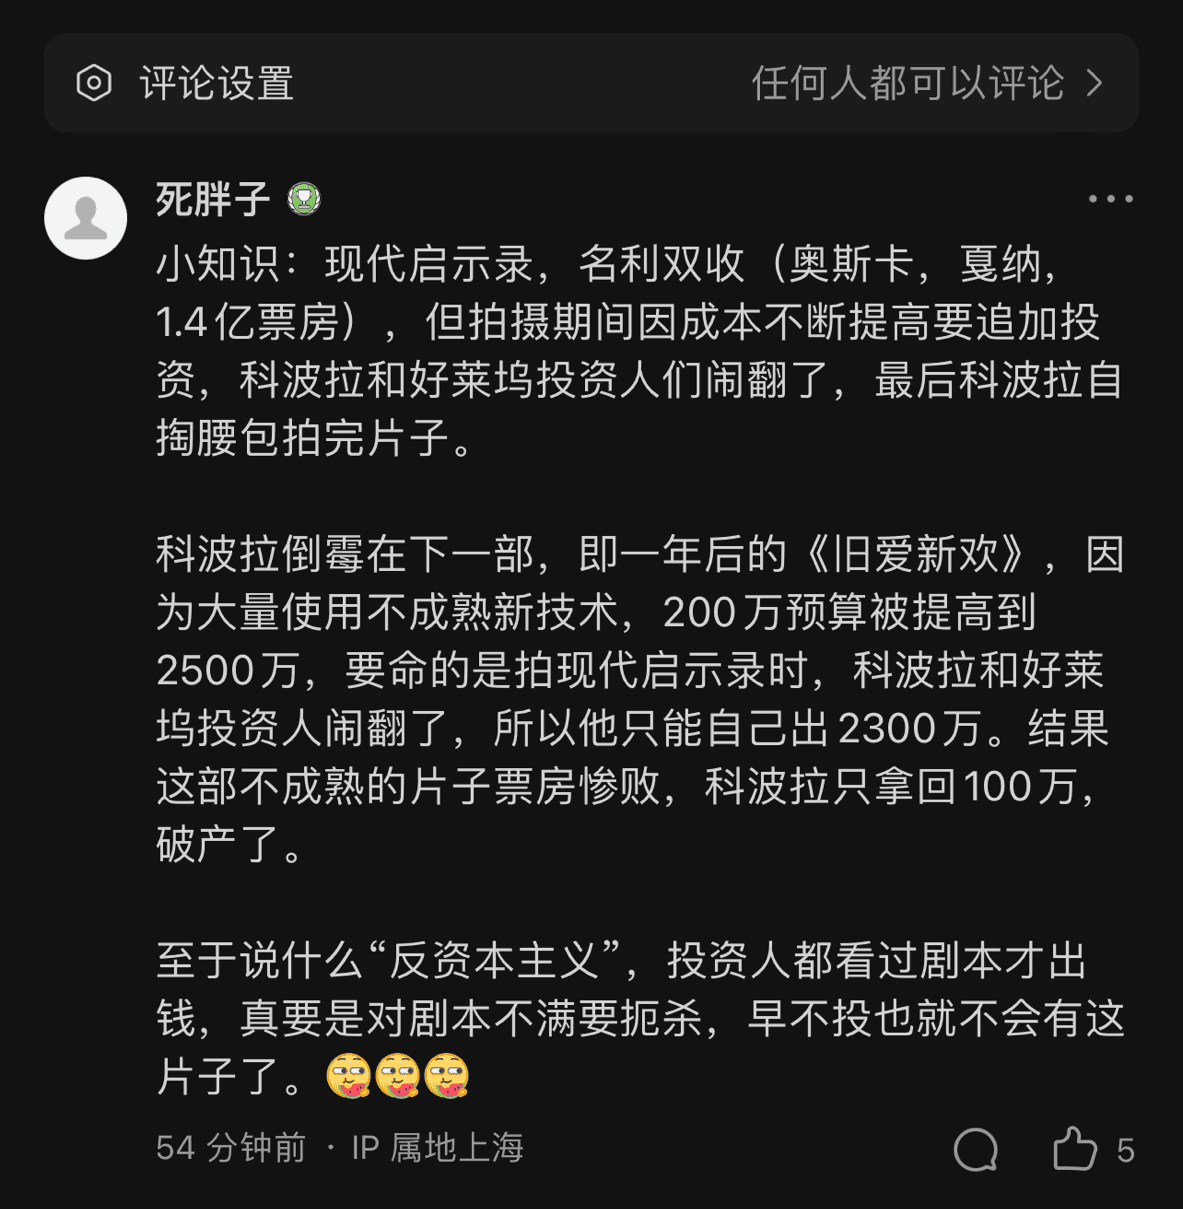 评论设置
任何人都可以评论
死胖子
小知识：现代启示录，名利双收（奥斯卡，戛纳，
1.4亿票房），但拍摄期间因成本不断提高要追加投
资，科波拉和好莱坞投资人们闹翻了，最后科波拉自
掏腰包拍完片子。
科波拉倒霉在下一部，即一年后的《旧爱新欢》，因
为大量使用不成熟新技术，200万预算被提高到
2500万，要命的是拍现代启示录时，科波拉和好莱
坞投资人闹翻了，所以他只能自己出2300万。结果
这部不成熟的片子票房惨败，科波拉只拿回100万，
破产了。
至于说什么“反资本主义”，投资人都看过剧本才出
钱，真要是对剧本不满要扼杀，早不投也就不会有这
片子了。
54 分钟前 · IP 属地上海
5